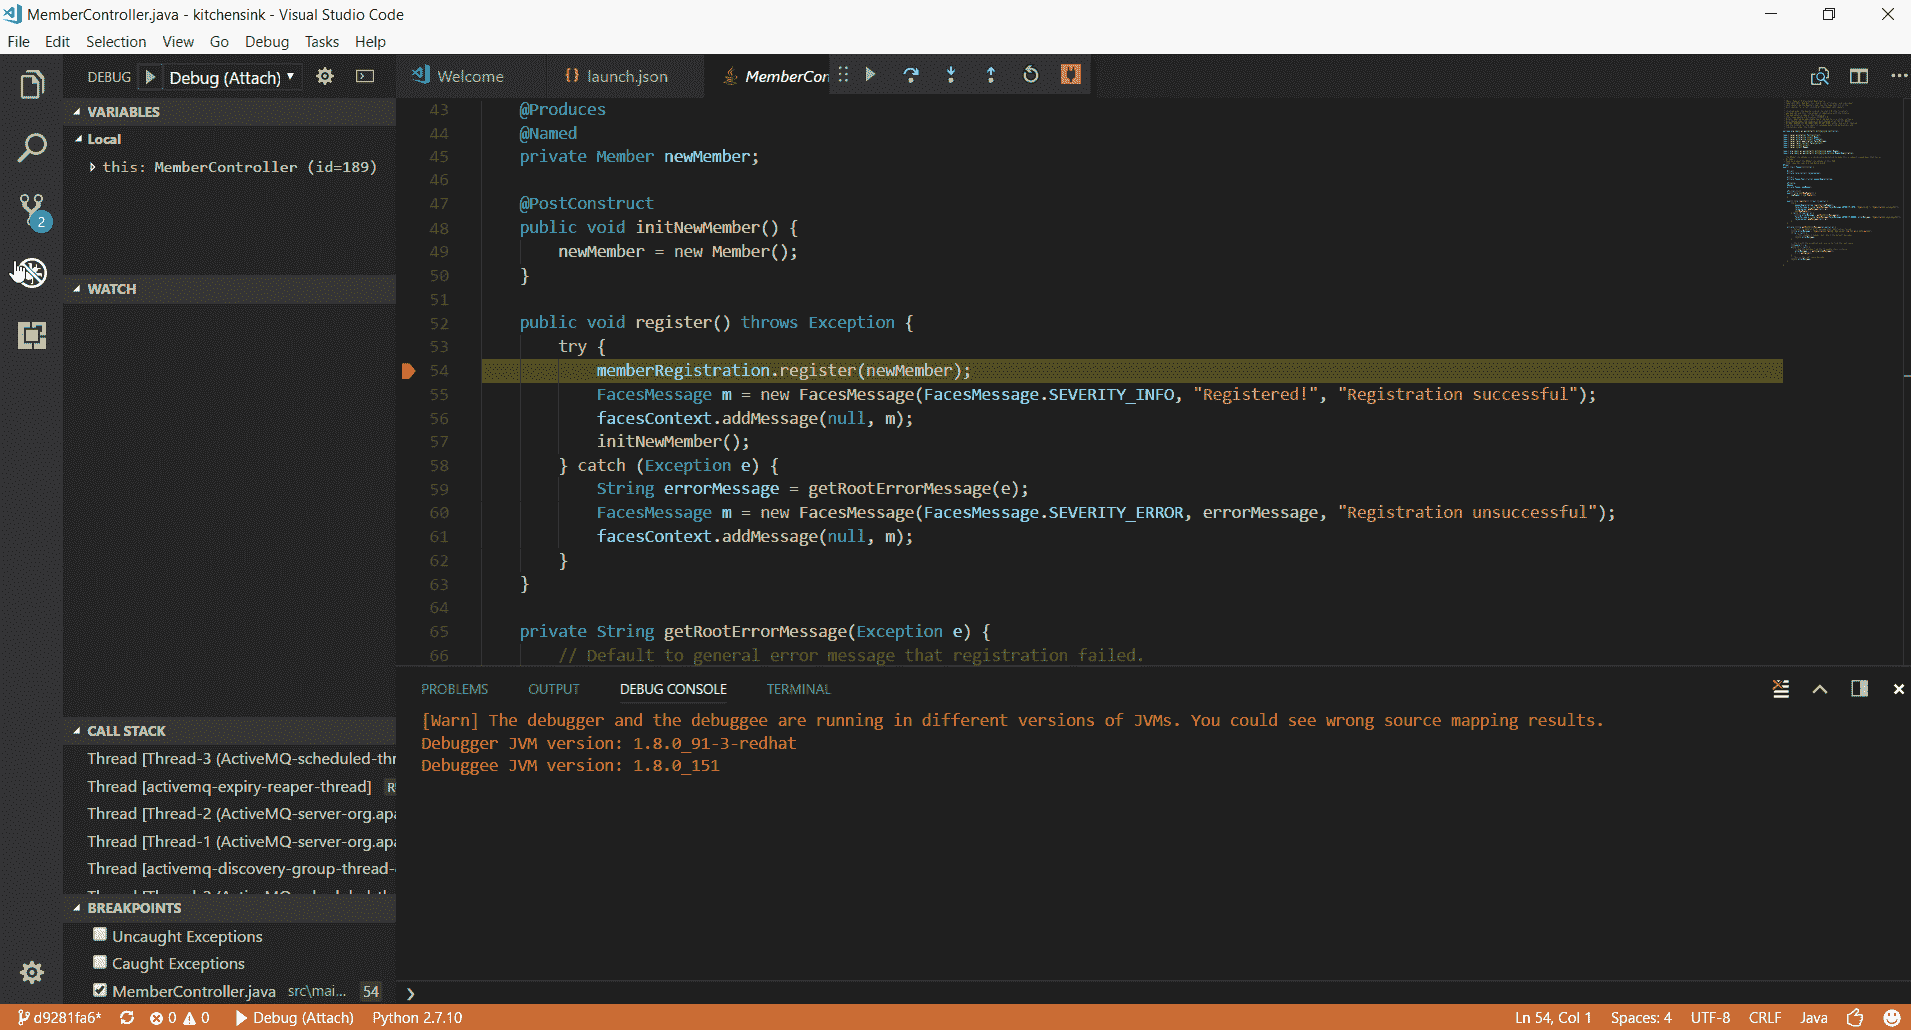 MemberController.java - kitchensink - Visual Studio Code
File Edit Selection View Go Debug Tasks Help
DEBUG Debug (Attach)
Welcome launch.json MemberCon
VARIABLES
Local
this: MemberController (id=189)
2
WATCH
CALL STACK
Thread [Thread-3 (ActiveMQ-scheduled-thr
Thread [activemq-expiry-reaper-thread] R
Thread [Thread-2 (ActiveMQ-server-org.apa
Thread [Thread-1 (ActiveMQ-server-org.apa
Thread [activemq-discovery-group-thread-
BREAKPOINTS
Uncaught Exceptions
Caught Exceptions
MemberController.java src\mai... 54
43 @Produces
44 @Named
45 private Member newMember;
46
47 @PostConstruct
48 public void initNewMember() {
49 newMember = new Member();
50 }
51
52 public void register() throws Exception {
53 try {
54 memberRegistration.register(newMember);
55 FacesMessage m = new FacesMessage(FacesMessage.SEVERITY_INFO, "Registered!", "Registration successful");
56 facesContext.addMessage(null, m);
57 initNewMember();
58 } catch (Exception e) {
59 String errorMessage = getRootErrorMessage(e);
60 FacesMessage m = new FacesMessage(FacesMessage.SEVERITY_ERROR, errorMessage, "Registration unsuccessful");
61 facesContext.addMessage(null, m);
62 }
63 }
64
65 private String getRootErrorMessage(Exception e) {
66 // Default to general error message that registration failed.
PROBLEMS OUTPUT DEBUG CONSOLE TERMINAL
[Warn] The debugger and the debuggee are running in different versions of JVMs. You could see wrong source mapping results.
Debugger JVM version: 1.8.0_91-3-redhat
Debuggee JVM version: 1.8.0_151
d9281fa6* 0 0 Debug (Attach) Python 2.7.10 Ln 54, Col 1 Spaces: 4 UTF-8 CRLF Java